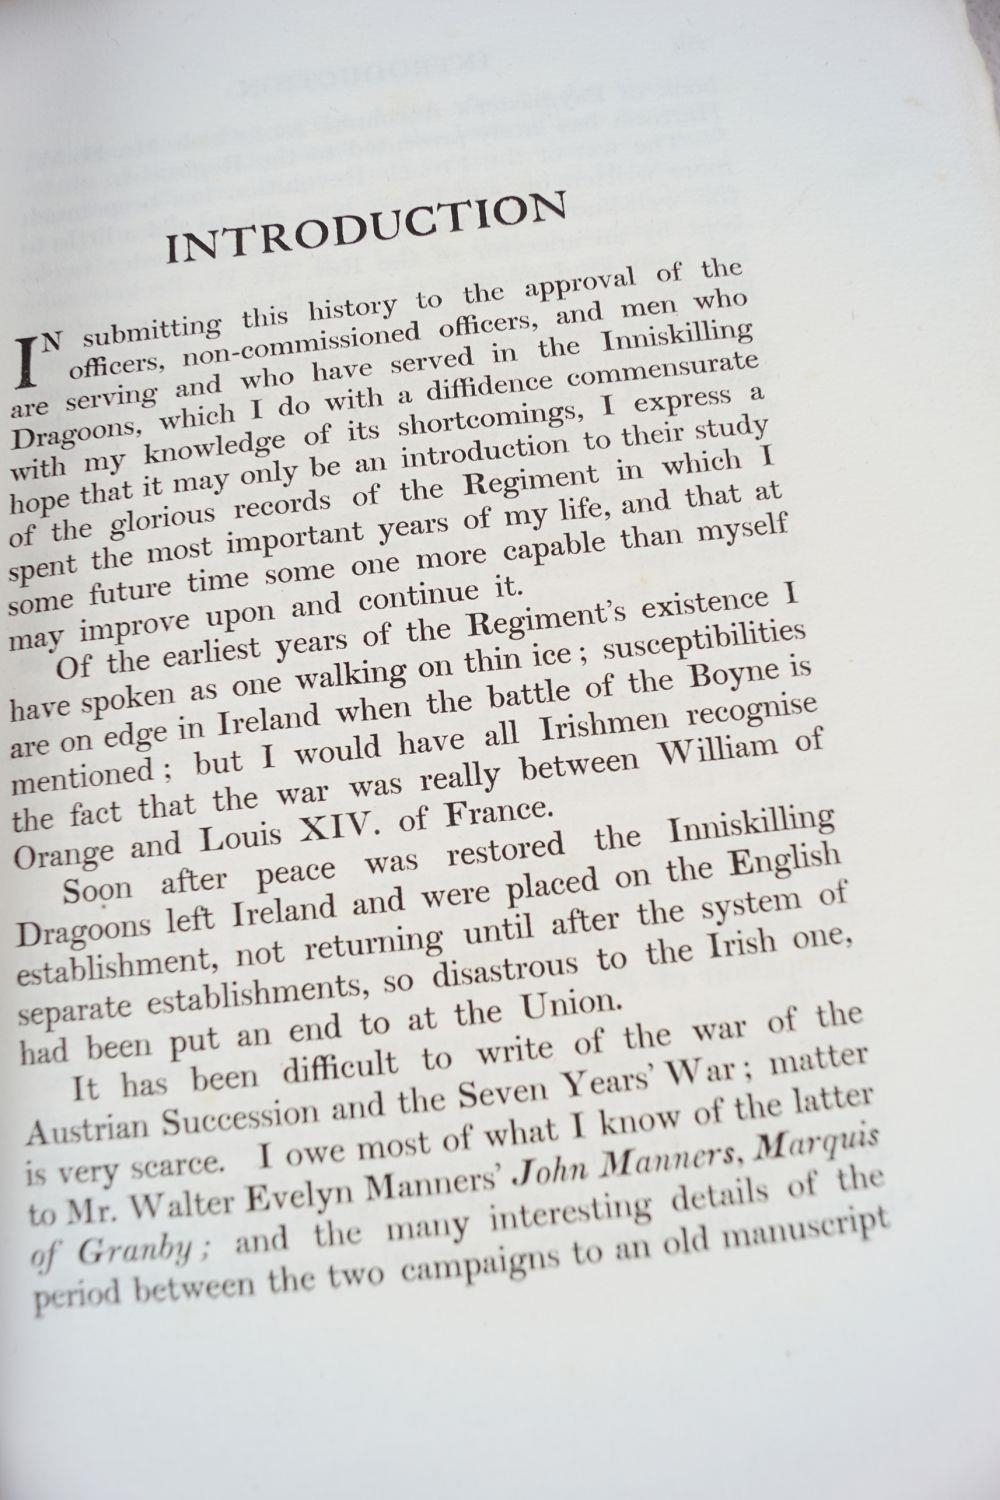 INTRODUCTION
IN submitting this history to the approval of the
officers, non-commissioned officers, and men who
are serving and who have served in the Inniskilling
Dragoons, which I do with a diffidence commensurate
with my knowledge of its shortcomings, I express a
hope that it may only be an introduction to their study
of the glorious records of the Regiment in which I
spent the most important years of my life, and that at
some future time some one more capable than myself
may improve upon and continue it.
Of the earliest years of the Regiment's existence I
have spoken as one walking on thin ice; susceptibilities
are on edge in Ireland when the battle of the Boyne is
mentioned; but I would have all Irishmen recognise
the fact that the war was really between William of
Orange and Louis XIV. of France.
Soon after peace was restored the Inniskilling
Dragoons left Ireland and were placed on the English
establishment, not returning until after the system of
separate establishments, so disastrous to the Irish one,
had been put an end to at the Union.
It has been difficult to write of the war of the
Austrian Succession and the Seven Years' War; matter
is very scarce. I owe most of what I know of the latter
to Mr. Walter Evelyn Manners' John Manners, Marquis
of Granby; and the many interesting details of the
period between the two campaigns to an old manuscript